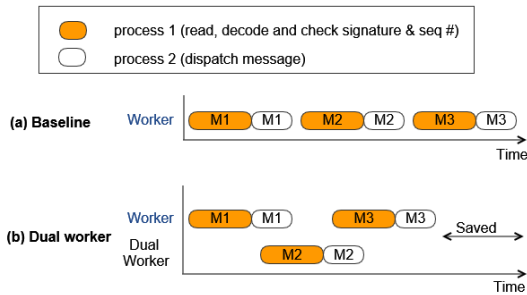 process 1 (read, decode and check signature & seq #)
process 2 (dispatch message)
(a) Baseline
Worker
M1 M1 M2 M2 M3 M3
Time
(b) Dual worker
Worker
M1 M1 M3 M3
Saved
Dual
Worker
M2 M2
Time